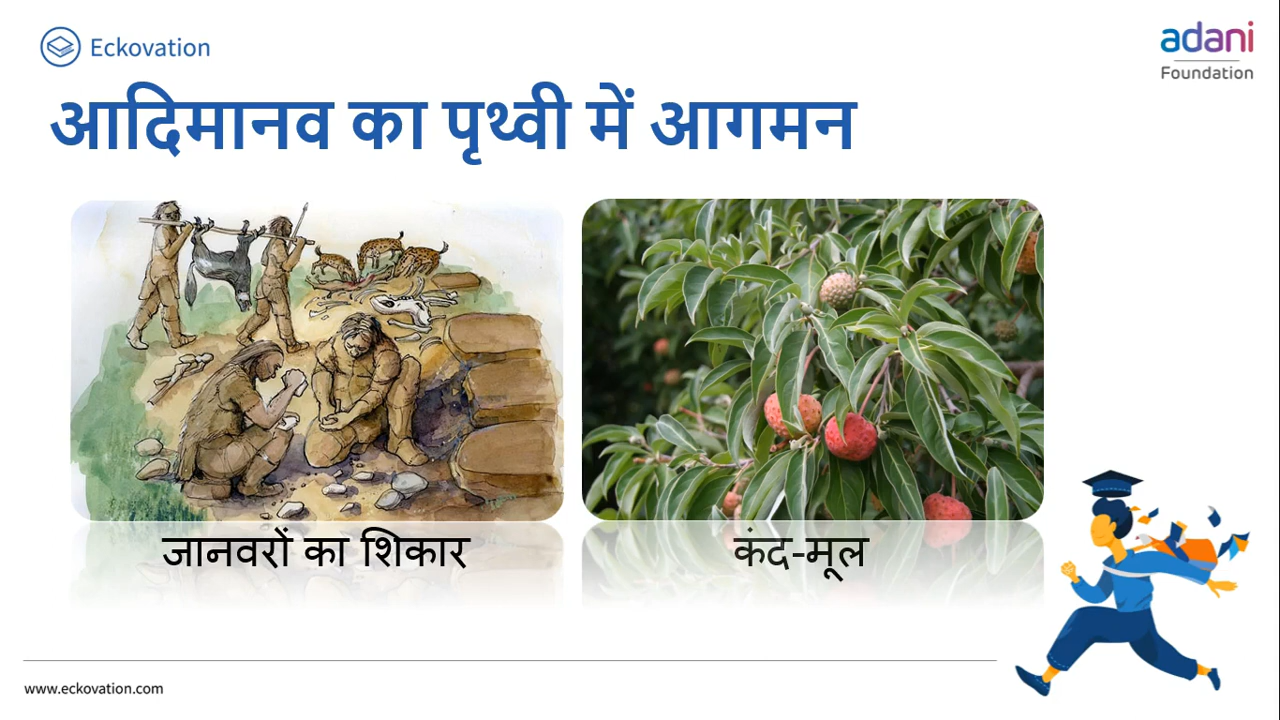 Eckovation
adani
Foundation
आदिमानव का पृथ्वी में आगमन
जानवरों का शिकार
कंद-मूल
www.eckovation.com